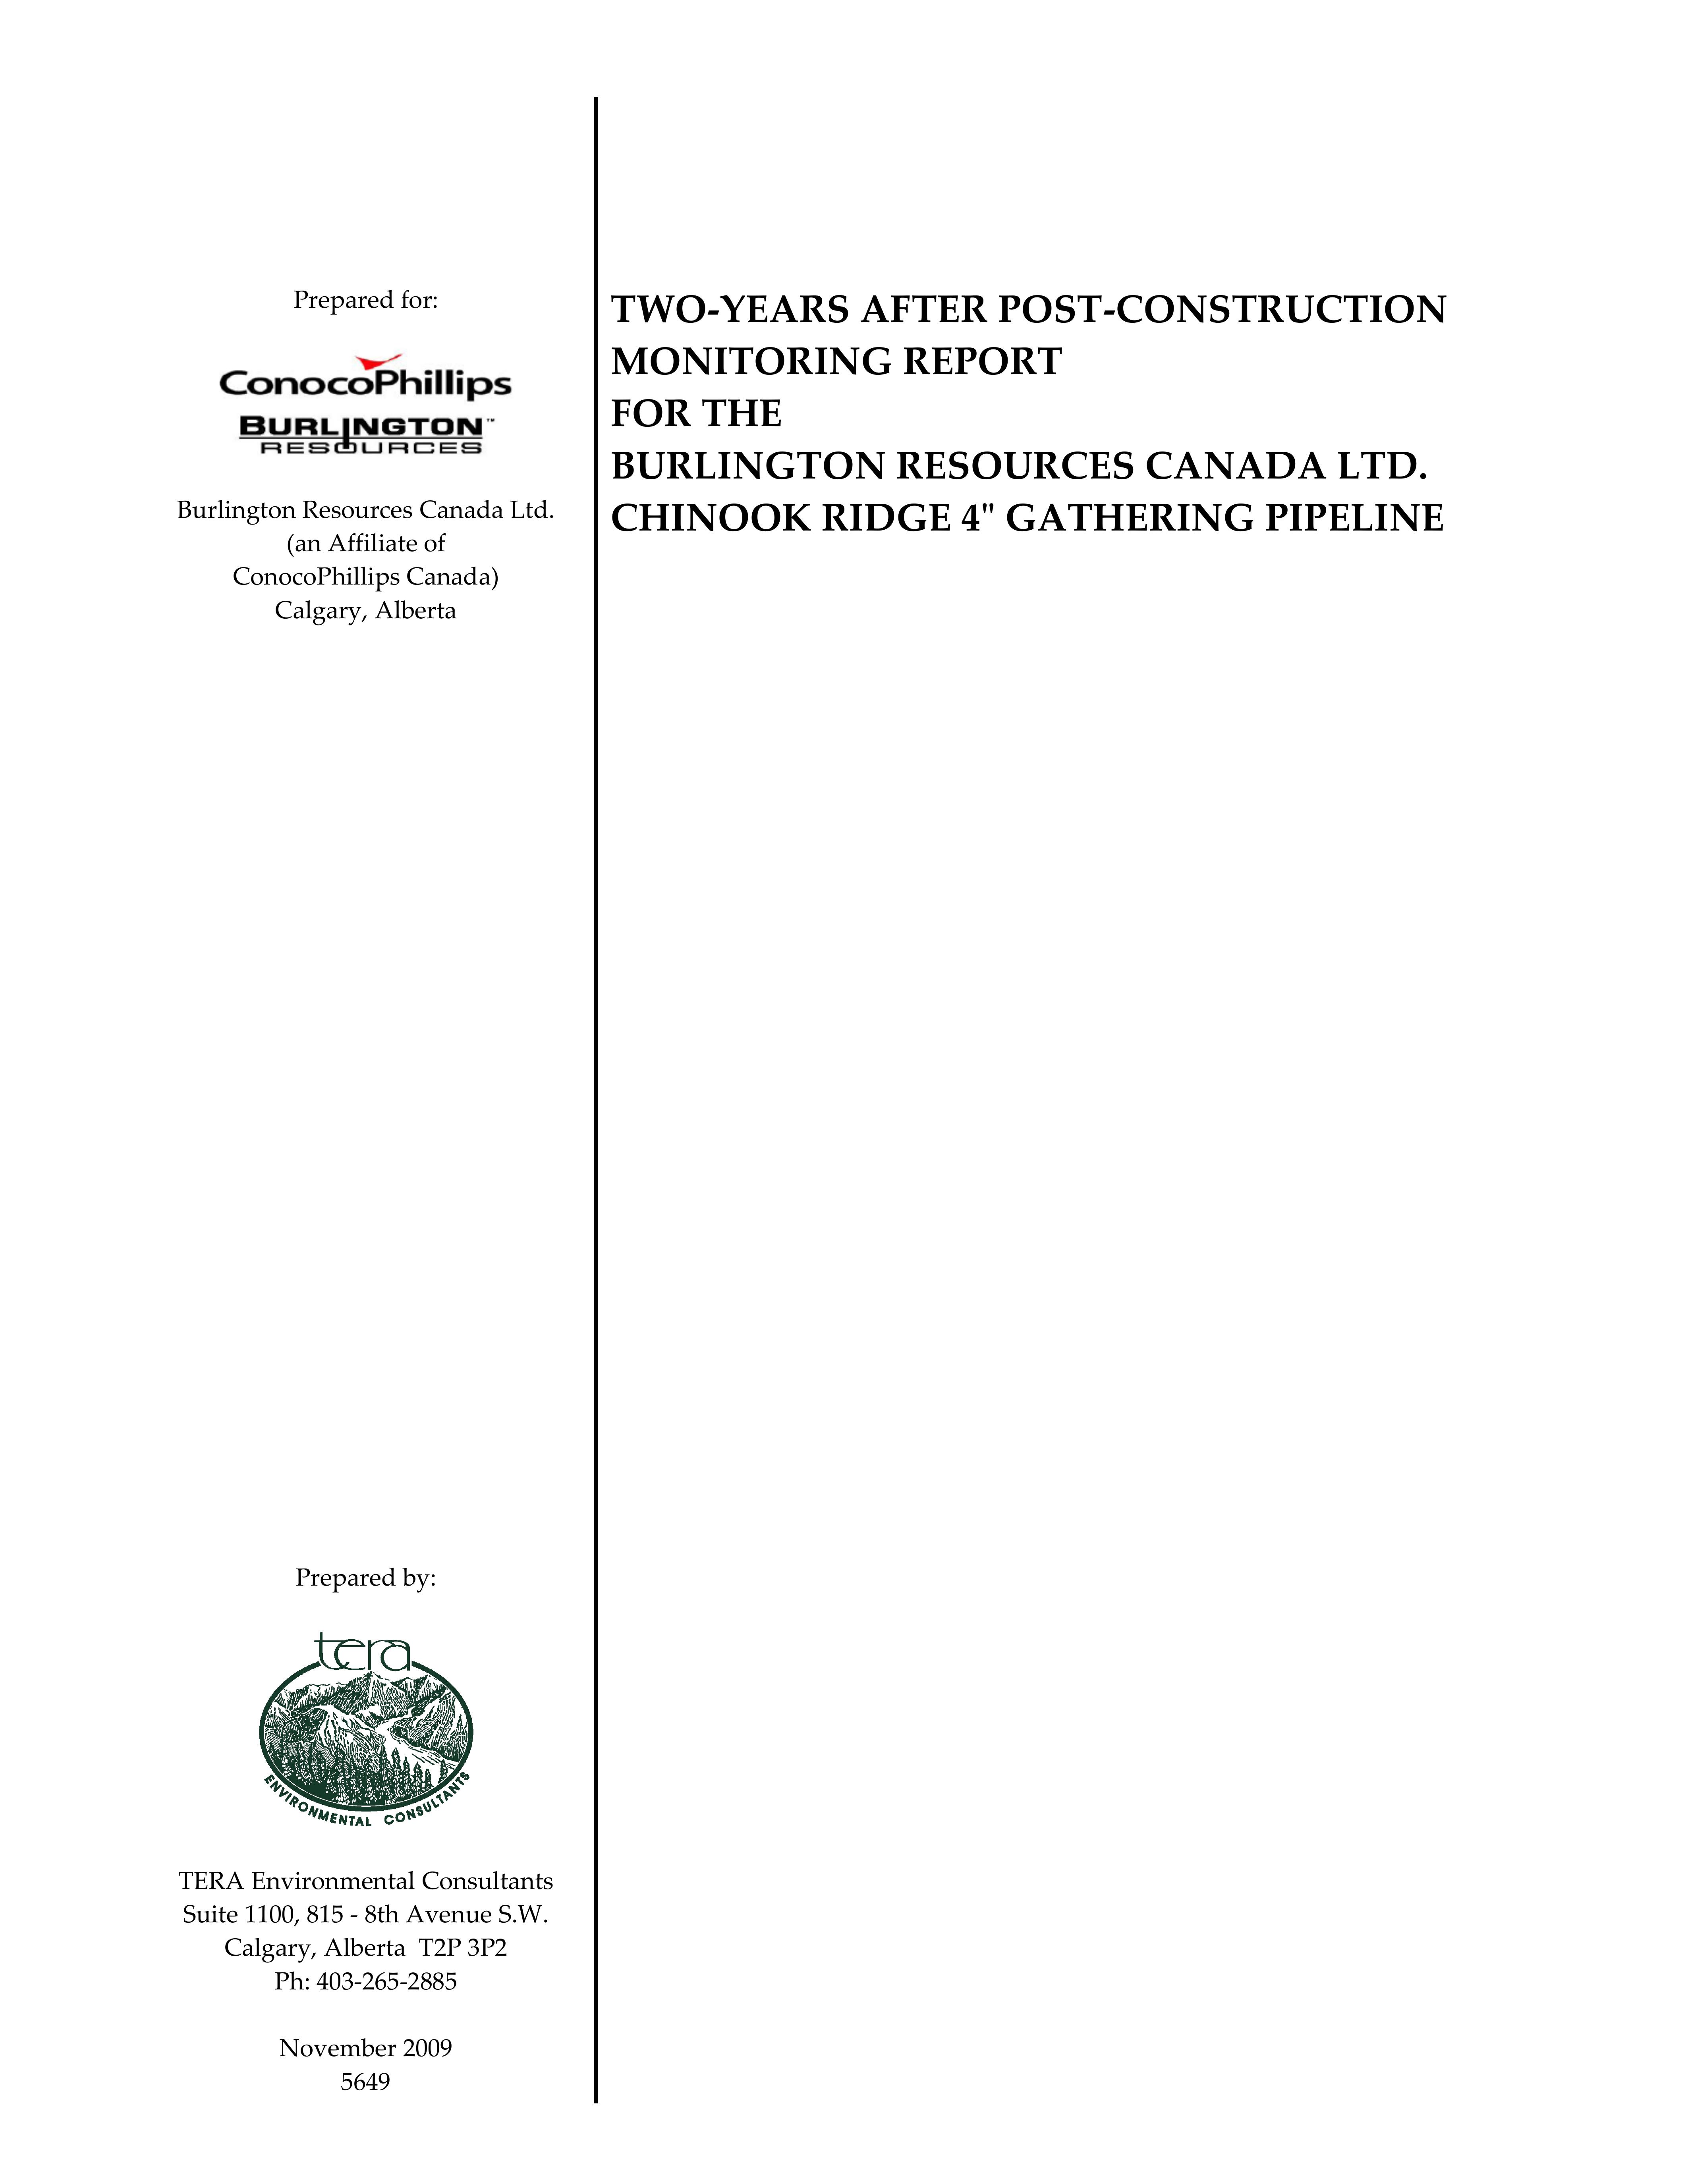 Prepared for:
ConocoPhillips
BURLINGTON™
RESOURCES
Burlington Resources Canada Ltd.
(an Affiliate of
ConocoPhillips Canada)
Calgary, Alberta
TWO-YEARS AFTER POST-CONSTRUCTION
MONITORING REPORT
FOR THE
BURLINGTON RESOURCES CANADA LTD.
CHINOOK RIDGE 4" GATHERING PIPELINE
Prepared by:
tera
ENVIRONMENTAL CONSULTANTS
TERA Environmental Consultants
Suite 1100, 815 - 8th Avenue S.W.
Calgary, Alberta  T2P 3P2
Ph: 403-265-2885
November 2009
5649